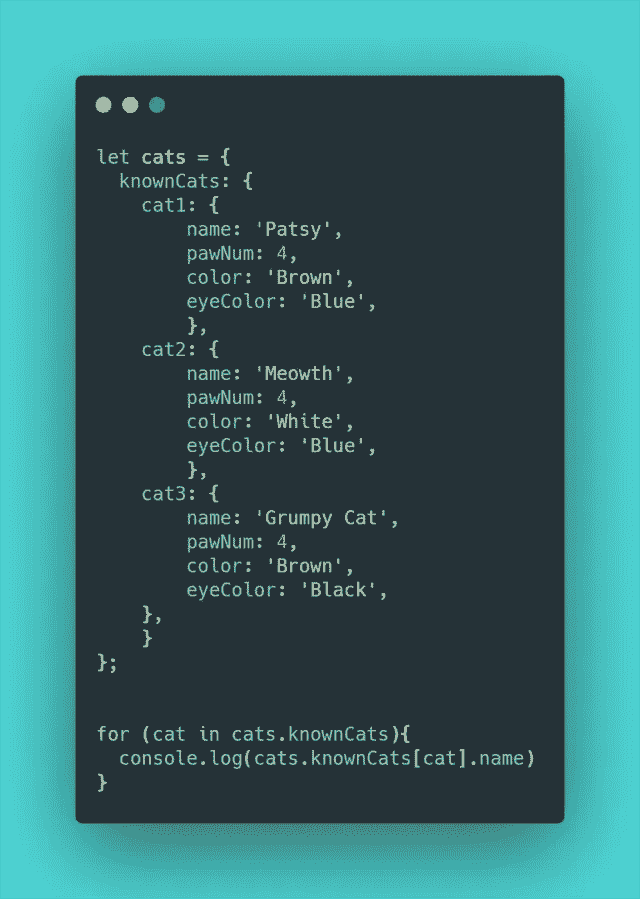 let cats = {
  knownCats: {
    cat1: {
        name: 'Patsy',
        pawNum: 4,
        color: 'Brown',
        eyeColor: 'Blue',
        },
    cat2: {
        name: 'Meowth',
        pawNum: 4,
        color: 'White',
        eyeColor: 'Blue',
        },
    cat3: {
        name: 'Grumpy Cat',
        pawNum: 4,
        color: 'Brown',
        eyeColor: 'Black',
    },
    }
};
for (cat in cats.knownCats){
  console.log(cats.knownCats[cat].name)
}